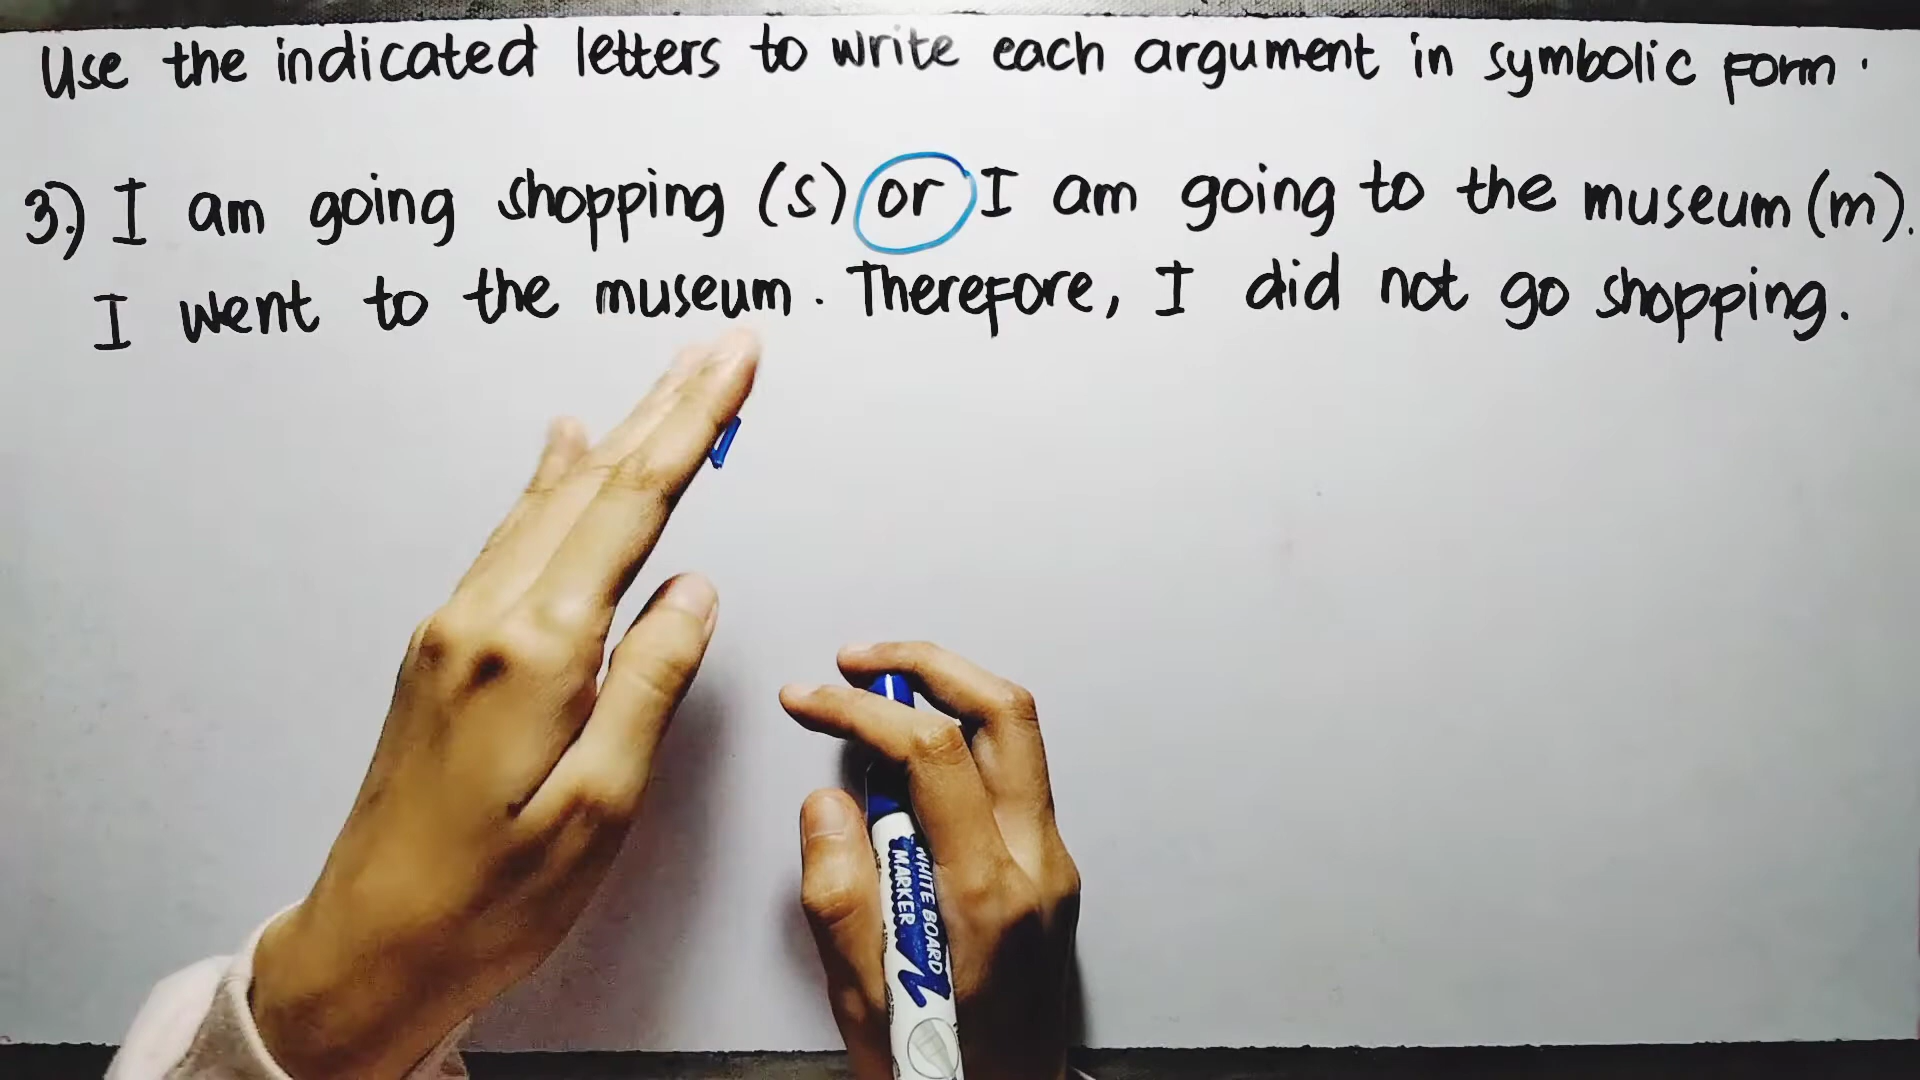 Use the indicated letters to write each argument in symbolic form.
3.) I am going shopping (s) or I am going to the museum (m).
I went to the museum. Therefore, I did not go shopping.
WHITE BOARD
MARKER